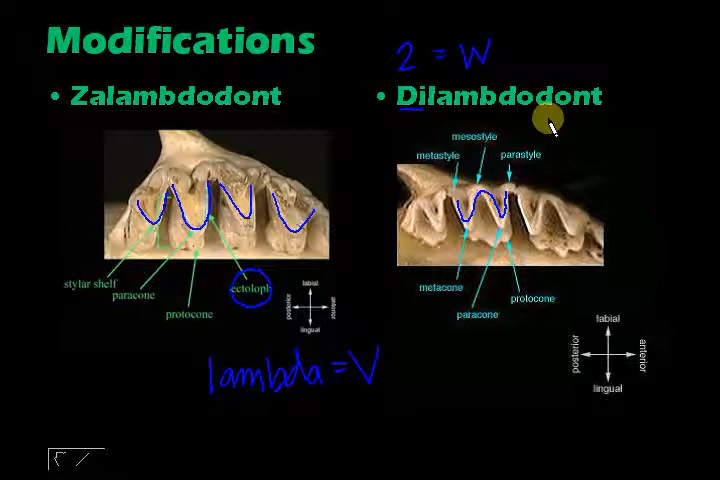 Modifications
2 = W
• Zalambdodont
• Dilambdodont
mesostyle
metastyle
parastyle
stylar shelf
paracone
protocone
ectoloph
posterior
anterior
lingual
metacone
paracone
protocone
labial
posterior
anterior
lingual
lambda = V